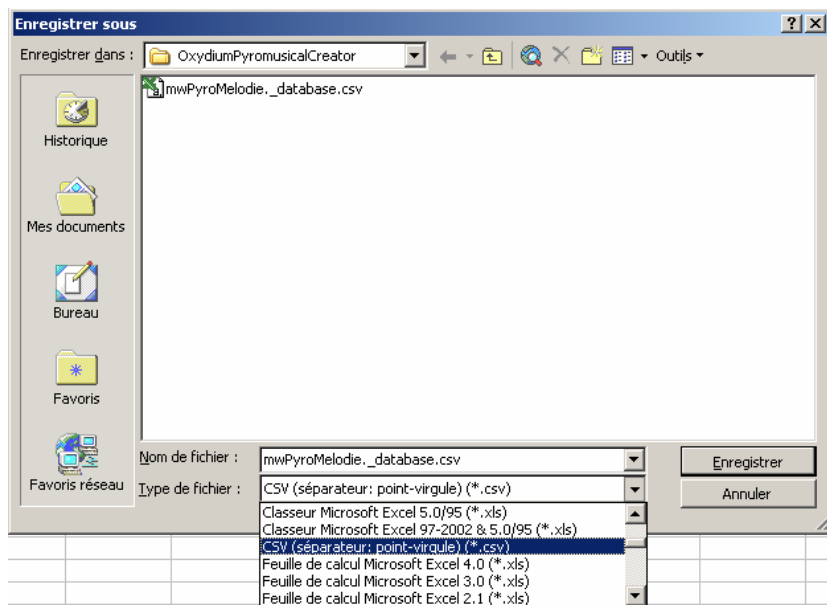 Enregistrer sous
Enregistrer dans :
OxydiumPyromusicalCreator
Outils
mwPyroMelodie._database.csv
Historique
Mes documents
Bureau
Favoris
Favoris réseau
Nom de fichier :
mwPyroMelodie._database.csv
Enregistrer
Type de fichier :
CSV (séparateur: point-virgule) (*.csv)
Annuler
Classeur Microsoft Excel 5.0/95 (*.xls)
Classeur Microsoft Excel 97-2002 & 5.0/95 (*.xls)
CSV (séparateur: point-virgule) (*.csv)
Feuille de calcul Microsoft Excel 4.0 (*.xls)
Feuille de calcul Microsoft Excel 3.0 (*.xls)
Feuille de calcul Microsoft Excel 2.1 (*.xls)